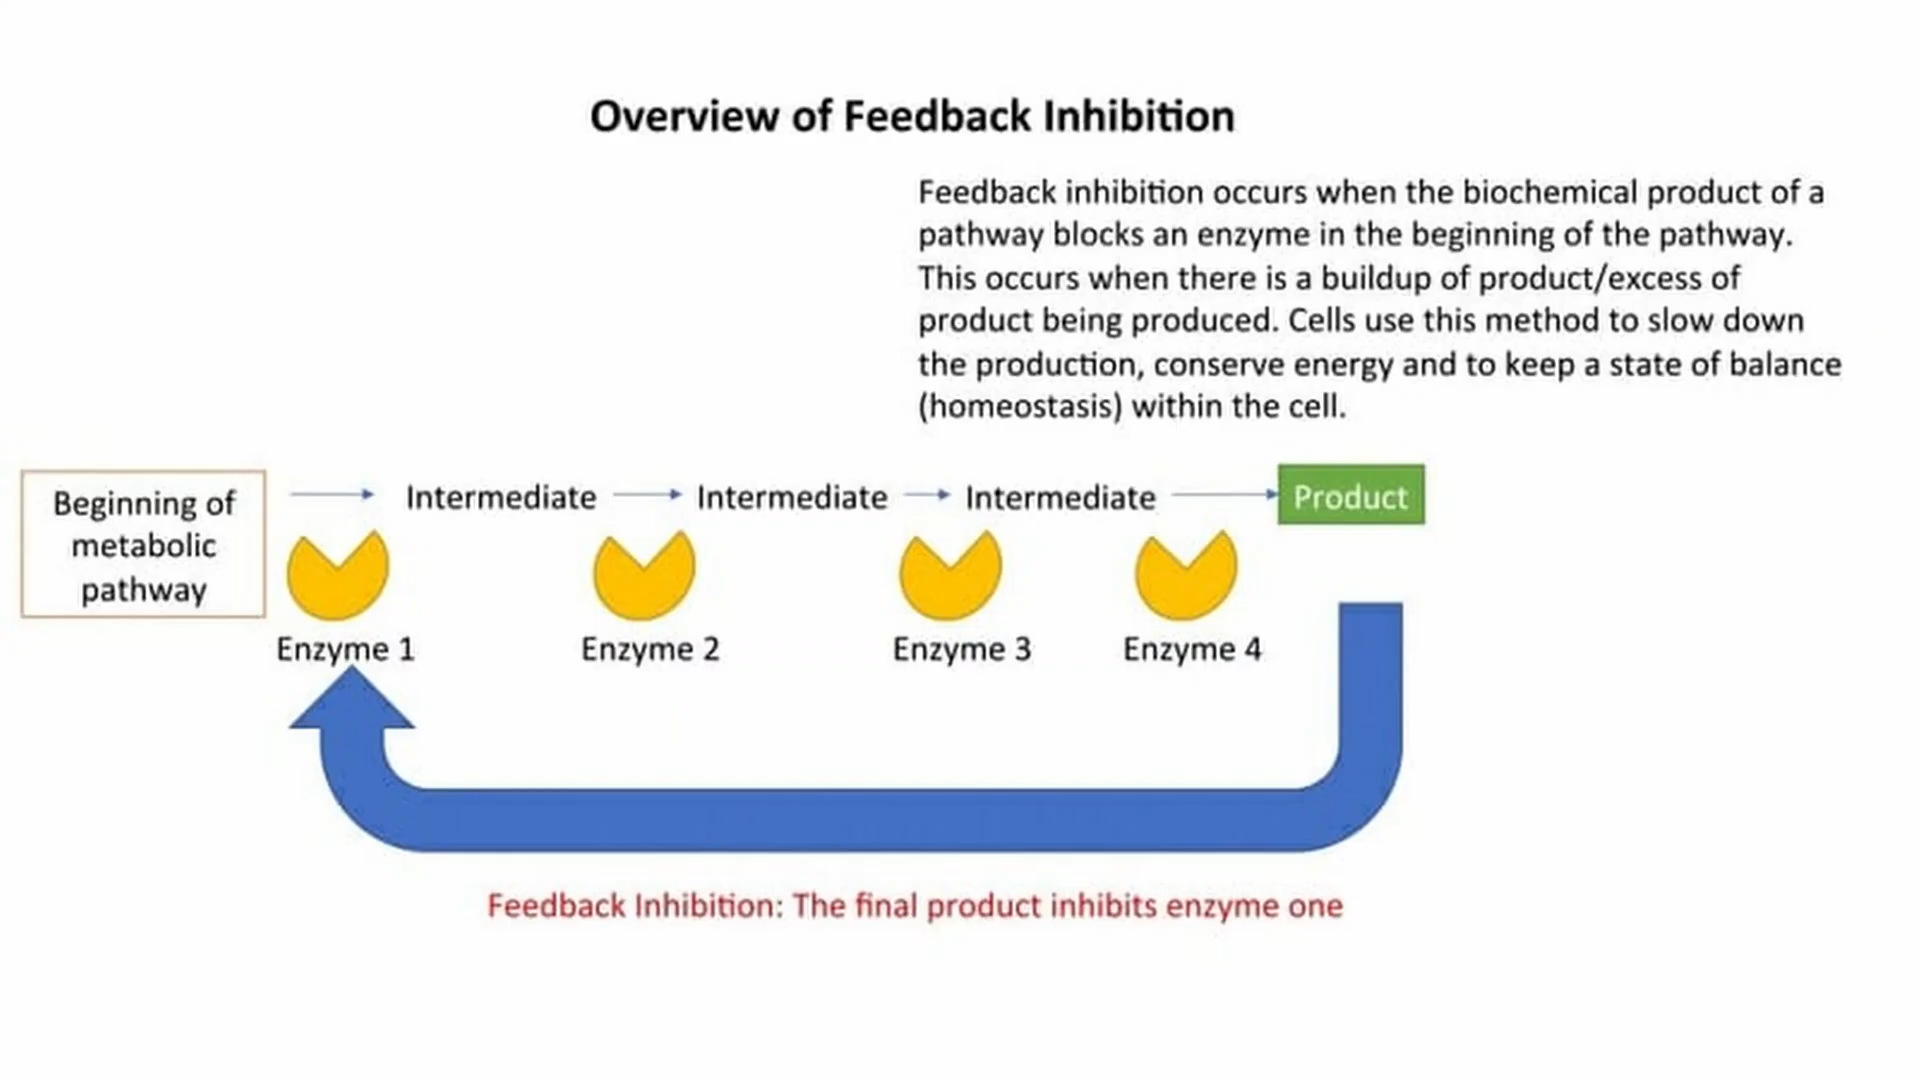 Overview of Feedback Inhibition
Feedback inhibition occurs when the biochemical product of a
pathway blocks an enzyme in the beginning of the pathway.
This occurs when there is a buildup of product/excess of
product being produced. Cells use this method to slow down
the production, conserve energy and to keep a state of balance
(homeostasis) within the cell.
Beginning of
metabolic
pathway
Intermediate
Intermediate
Intermediate
Product
Enzyme 1
Enzyme 2
Enzyme 3
Enzyme 4
Feedback Inhibition: The final product inhibits enzyme one